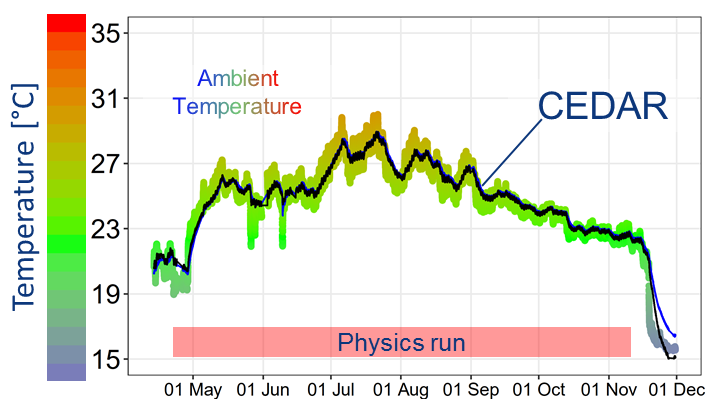 Temperature [°C]
35
31
27
23
19
15
Ambient
Temperature
CEDAR
Physics run
01 May 01 Jun 01 Jul 01 Aug 01 Sep 01 Oct 01 Nov 01 Dec